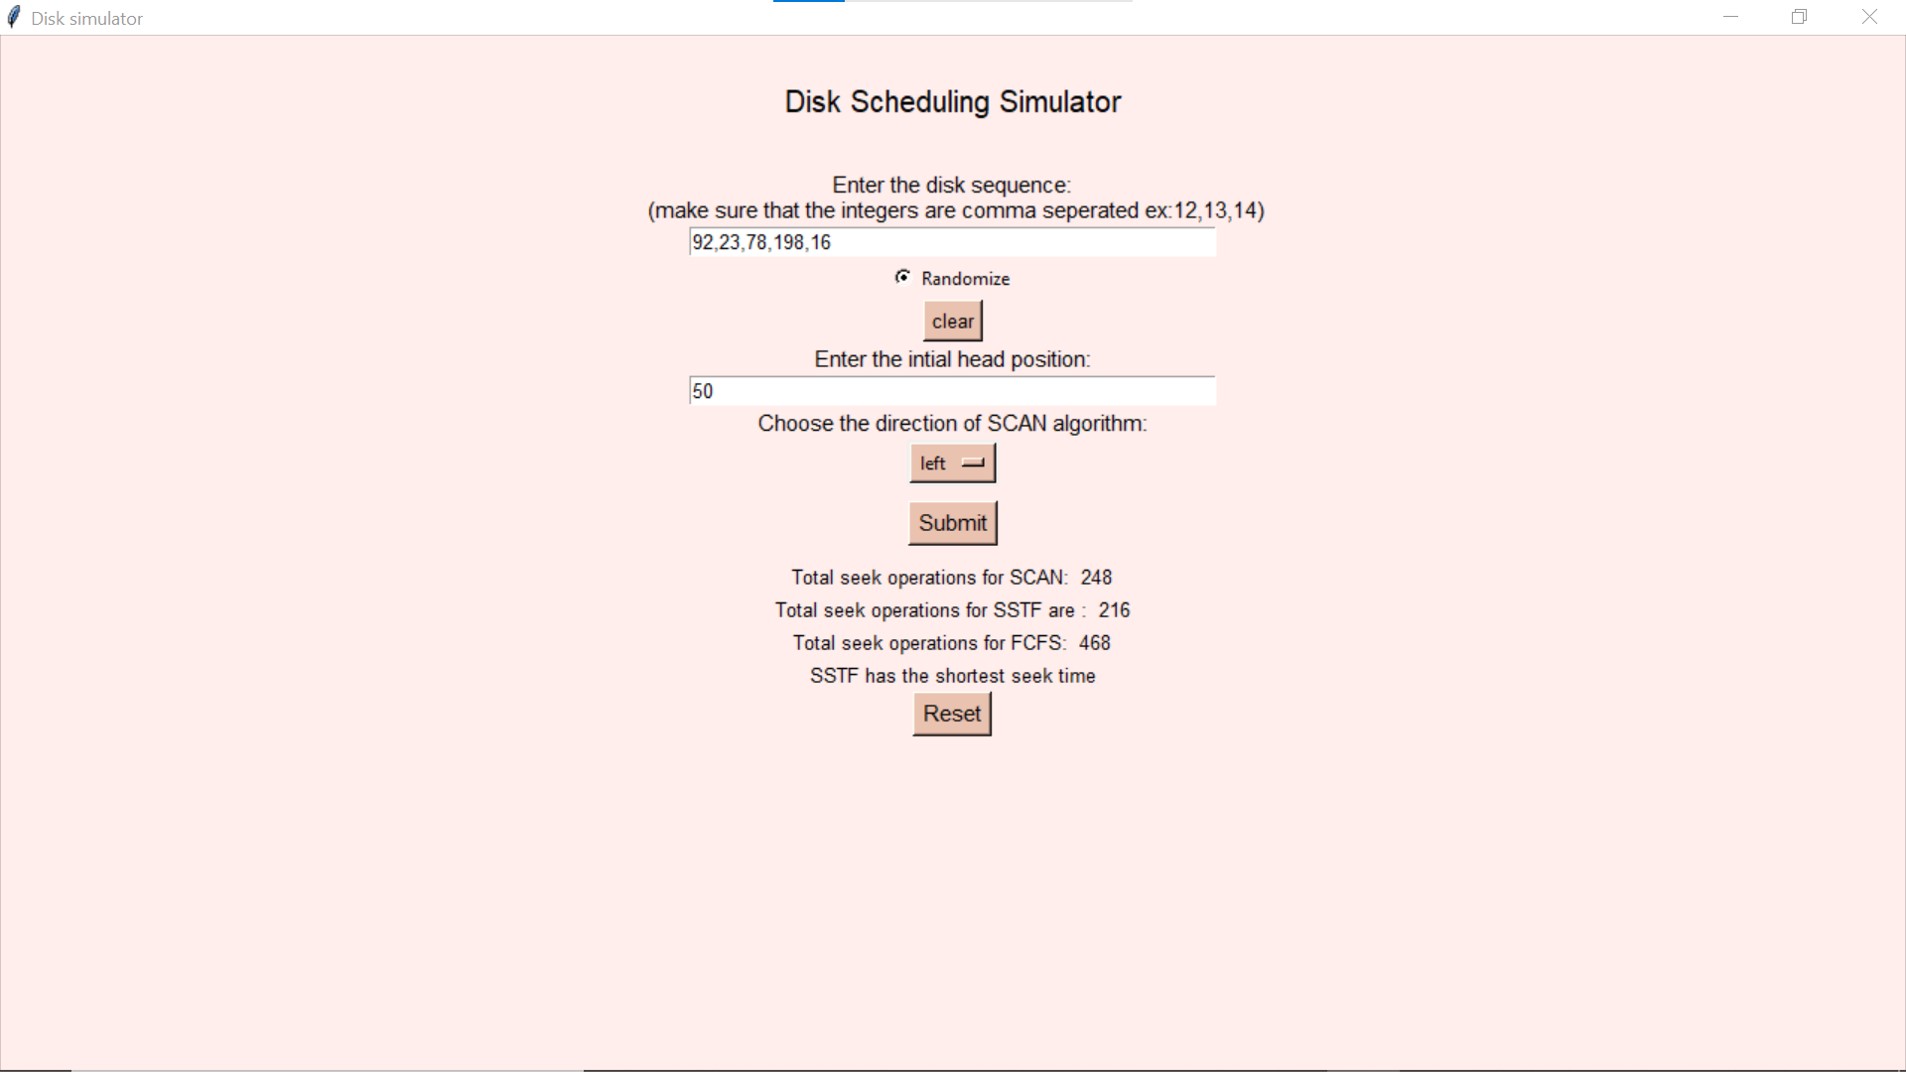 Disk simulator
Disk Scheduling Simulator
Enter the disk sequence:
(make sure that the integers are comma seperated ex:12,13,14)
92,23,78,198,16
Randomize
clear
Enter the intial head position:
50
Choose the direction of SCAN algorithm:
left
Submit
Total seek operations for SCAN: 248
Total seek operations for SSTF are : 216
Total seek operations for FCFS: 468
SSTF has the shortest seek time
Reset